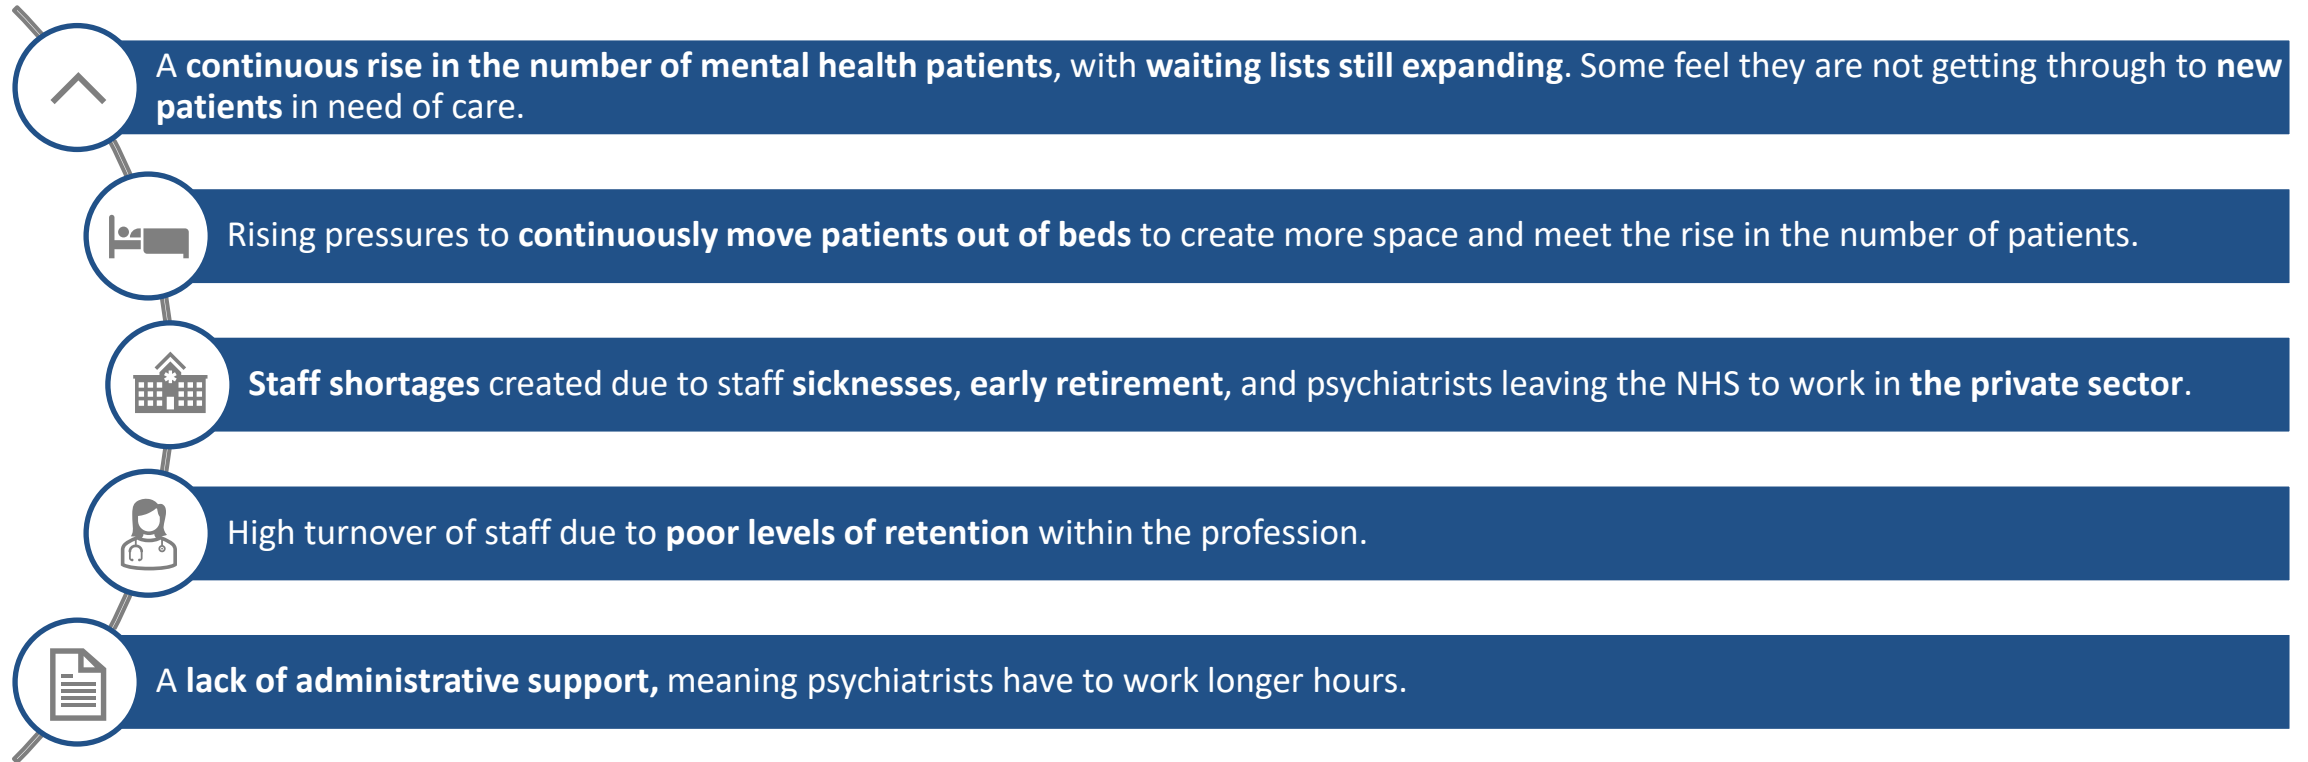 A continuous rise in the number of mental health patients, with waiting lists still expanding. Some feel they are not getting through to new
patients in need of care.
Rising pressures to continuously move patients out of beds to create more space and meet the rise in the number of patients.
Staff shortages created due to staff sicknesses, early retirement, and psychiatrists leaving the NHS to work in the private sector.
High turnover of staff due to poor levels of retention within the profession.
A lack of administrative support, meaning psychiatrists have to work longer hours.